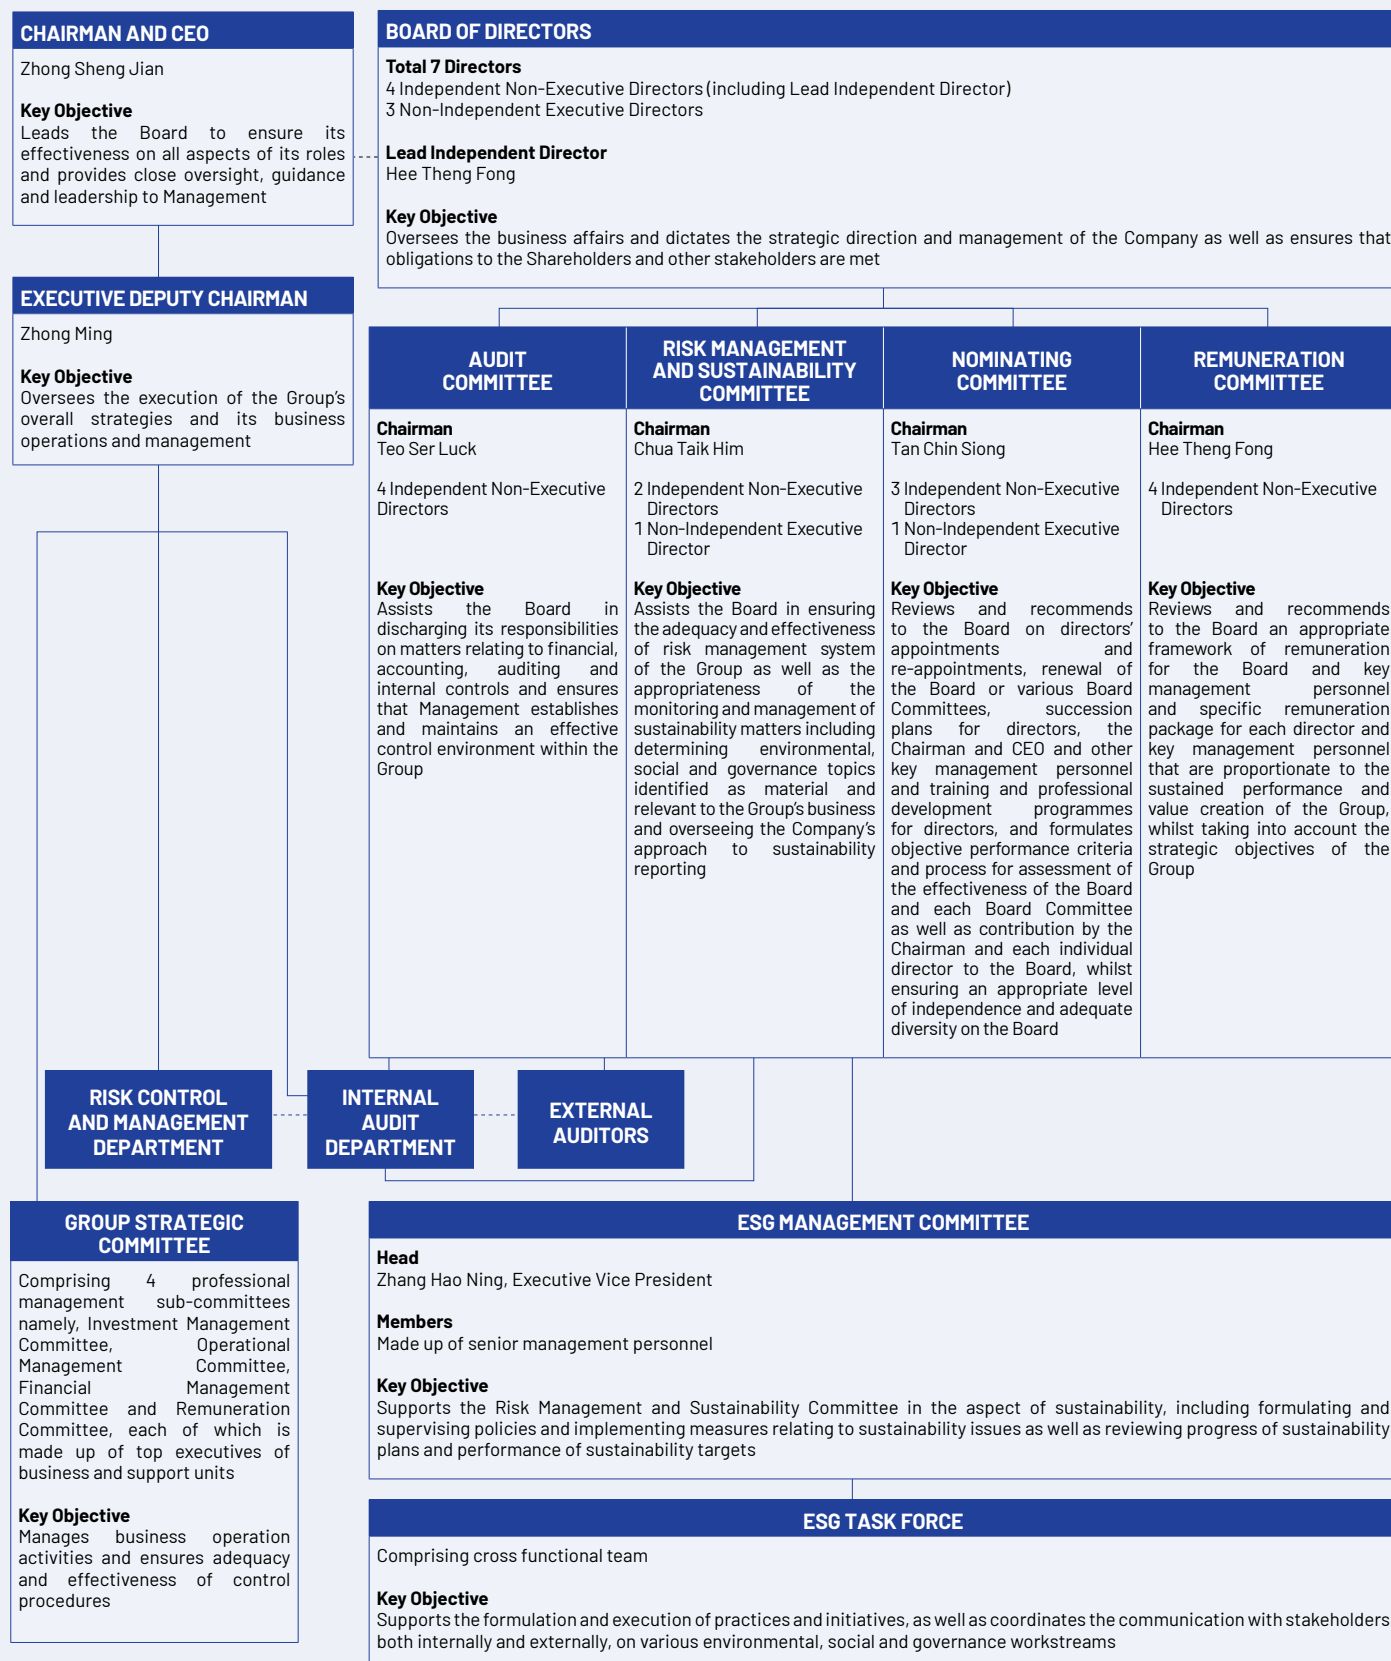 CHAIRMAN AND CEO
Zhong Sheng Jian
Key Objective
Leads the Board to ensure its
effectiveness on all aspects of its roles
and provides close oversight, guidance
and leadership to Management
BOARD OF DIRECTORS
Total 7 Directors
4 Independent Non-Executive Directors (including Lead Independent Director)
3 Non-Independent Executive Directors
Lead Independent Director
Hee Theng Fong
Key Objective
Oversees the business affairs and dictates the strategic direction and management of the Company as well as ensures that
obligations to the Shareholders and other stakeholders are met
EXECUTIVE DEPUTY CHAIRMAN
Zhong Ming
Key Objective
Oversees the execution of the Group's
overall strategies and its business
operations and management
AUDIT
COMMITTEE
Chairman
Teo Ser Luck
4 Independent Non-Executive
Directors
Key Objective
Assists the Board in
discharging its responsibilities
on matters relating to financial,
accounting, auditing and
internal controls and ensures
that Management establishes
and maintains an effective
control environment within the
Group
RISK MANAGEMENT
AND SUSTAINABILITY
COMMITTEE
Chairman
Chua Taik Him
2 Independent Non-Executive
Directors
1 Non-Independent Executive
Director
Key Objective
Assists the Board in ensuring
the adequacy and effectiveness
of risk management system
of the Group as well as the
appropriateness of the
monitoring and management of
sustainability matters including
determining environmental,
social and governance topics
identified as material and
relevant to the Group's business
and overseeing the Company's
approach to sustainability
reporting
NOMINATING
COMMITTEE
Chairman
Tan Chin Siong
3 Independent Non-Executive
Directors
1 Non-Independent Executive
Director
Key Objective
Reviews and recommends
to the Board on directors'
appointments and
re-appointments, renewal of
the Board or various Board
Committees, succession
plans for directors, the
Chairman and CEO and other
key management personnel
and training and professional
development programmes
for directors, and formulates
objective performance criteria
and process for assessment of
the effectiveness of the Board
and each Board Committee
as well as contribution by the
Chairman and each individual
director to the Board, whilst
ensuring an appropriate level
of independence and adequate
diversity on the Board
REMUNERATION
COMMITTEE
Chairman
Hee Theng Fong
4 Independent Non-Executive
Directors
Key Objective
Reviews and recommends
to the Board an appropriate
framework of remuneration
for the Board and key
management personnel
and specific remuneration
package for each director and
key management personnel
that are proportionate to the
sustained performance and
value creation of the Group,
whilst taking into account the
strategic objectives of the
Group
RISK CONTROL
AND MANAGEMENT
DEPARTMENT
INTERNAL
AUDIT
DEPARTMENT
EXTERNAL
AUDITORS
GROUP STRATEGIC
COMMITTEE
Comprising 4 professional
management sub-committees
namely, Investment Management
Committee, Operational
Management Committee,
Financial Management
Committee and Remuneration
Committee, each of which is
made up of top executives of
business and support units
Key Objective
Manages business operation
activities and ensures adequacy
and effectiveness of control
procedures
ESG MANAGEMENT COMMITTEE
Head
Zhang Hao Ning, Executive Vice President
Members
Made up of senior management personnel
Key Objective
Supports the Risk Management and Sustainability Committee in the aspect of sustainability, including formulating and
supervising policies and implementing measures relating to sustainability issues as well as reviewing progress of sustainability
plans and performance of sustainability targets
ESG TASK FORCE
Comprising cross functional team
Key Objective
Supports the formulation and execution of practices and initiatives, as well as coordinates the communication with stakeholders
both internally and externally, on various environmental, social and governance workstreams